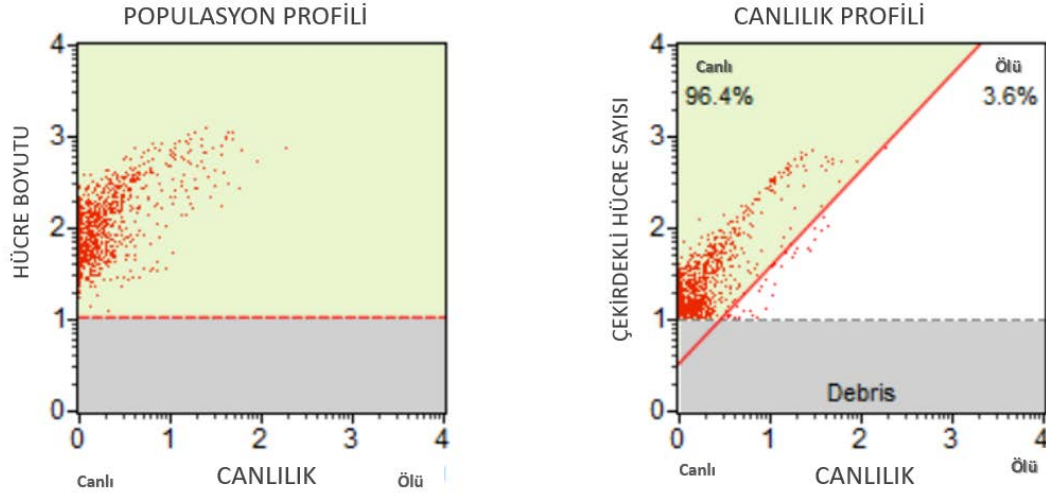 POPULASYON PROFİLİ
HÜCRE BOYUTU
4
3
2
1
0
0 1 2 3 4
Canlı CANLILIK Ölü
CANLILIK PROFİLİ
ÇEKİRDEKLİ HÜCRE SAYISI
4
3
2
1
0
Canlı Ölü
96.4% 3.6%
Debris
0 1 2 3 4
Canlı CANLILIK Ölü